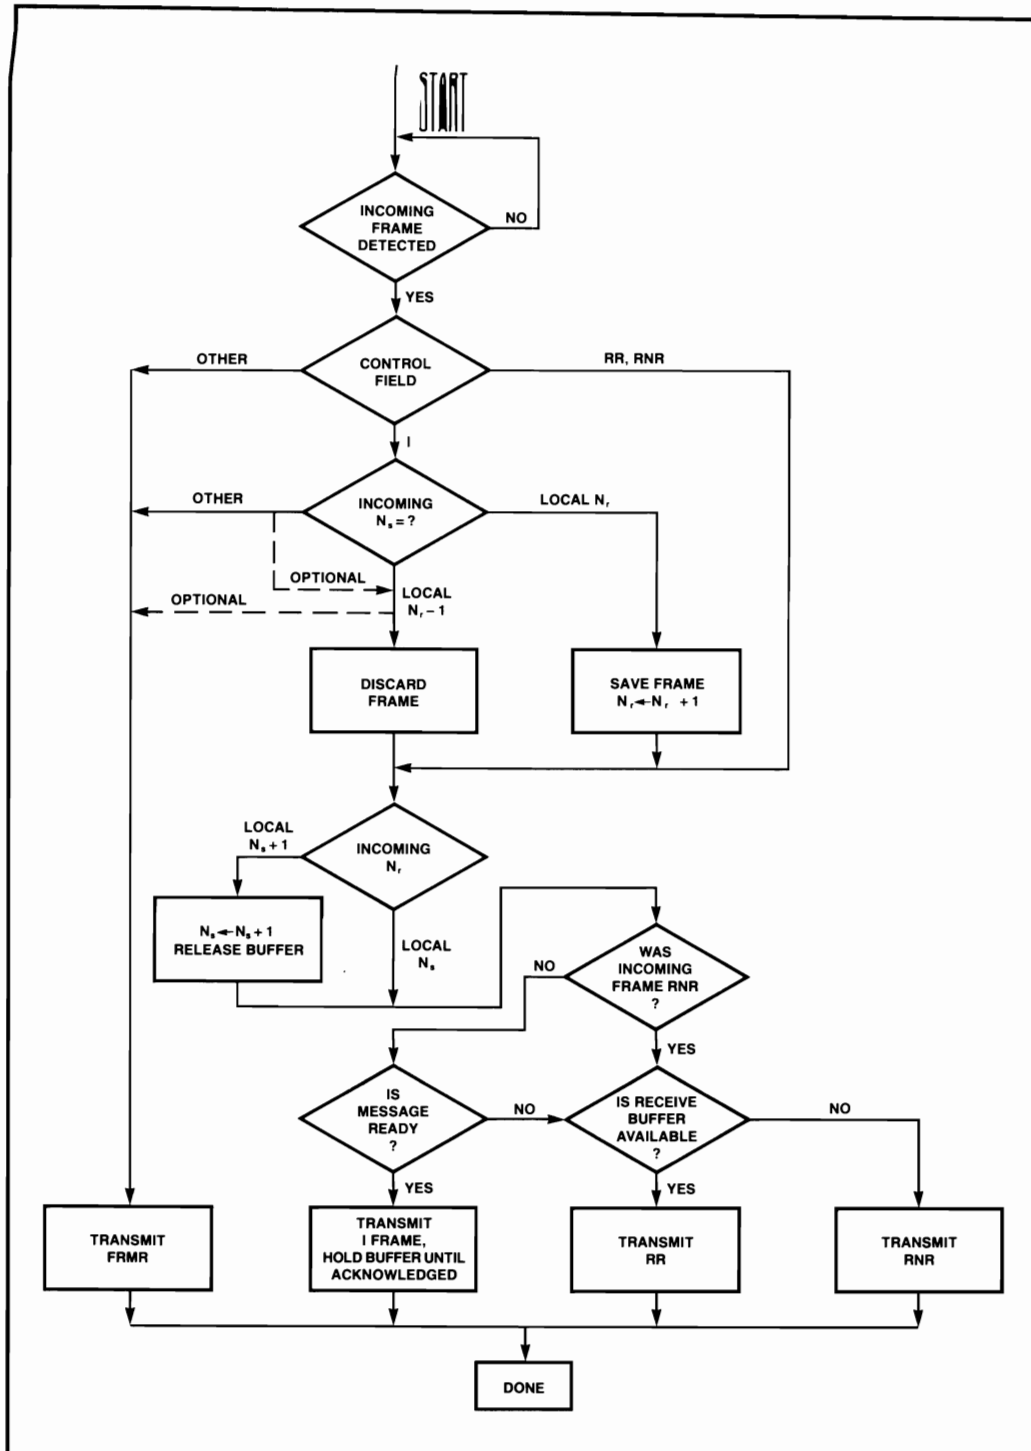 START
INCOMING
FRAME
DETECTED
NO
YES
OTHER
CONTROL
FIELD
RR, RNR
I
OTHER
INCOMING
Nₛ = ?
LOCAL Nᵣ
OPTIONAL
OPTIONAL
LOCAL
Nᵣ – 1
DISCARD
FRAME
SAVE FRAME
Nᵣ ← Nᵣ + 1
LOCAL
Nₛ + 1
INCOMING
Nᵣ
Nₛ ← Nₛ + 1
RELEASE BUFFER
LOCAL
Nₛ
NO
WAS
INCOMING
FRAME RNR
?
YES
IS
MESSAGE
READY
?
NO
IS RECEIVE
BUFFER
AVAILABLE
?
NO
YES
YES
TRANSMIT
FRMR
TRANSMIT
I FRAME,
HOLD BUFFER UNTIL
ACKNOWLEDGED
TRANSMIT
RR
TRANSMIT
RNR
DONE